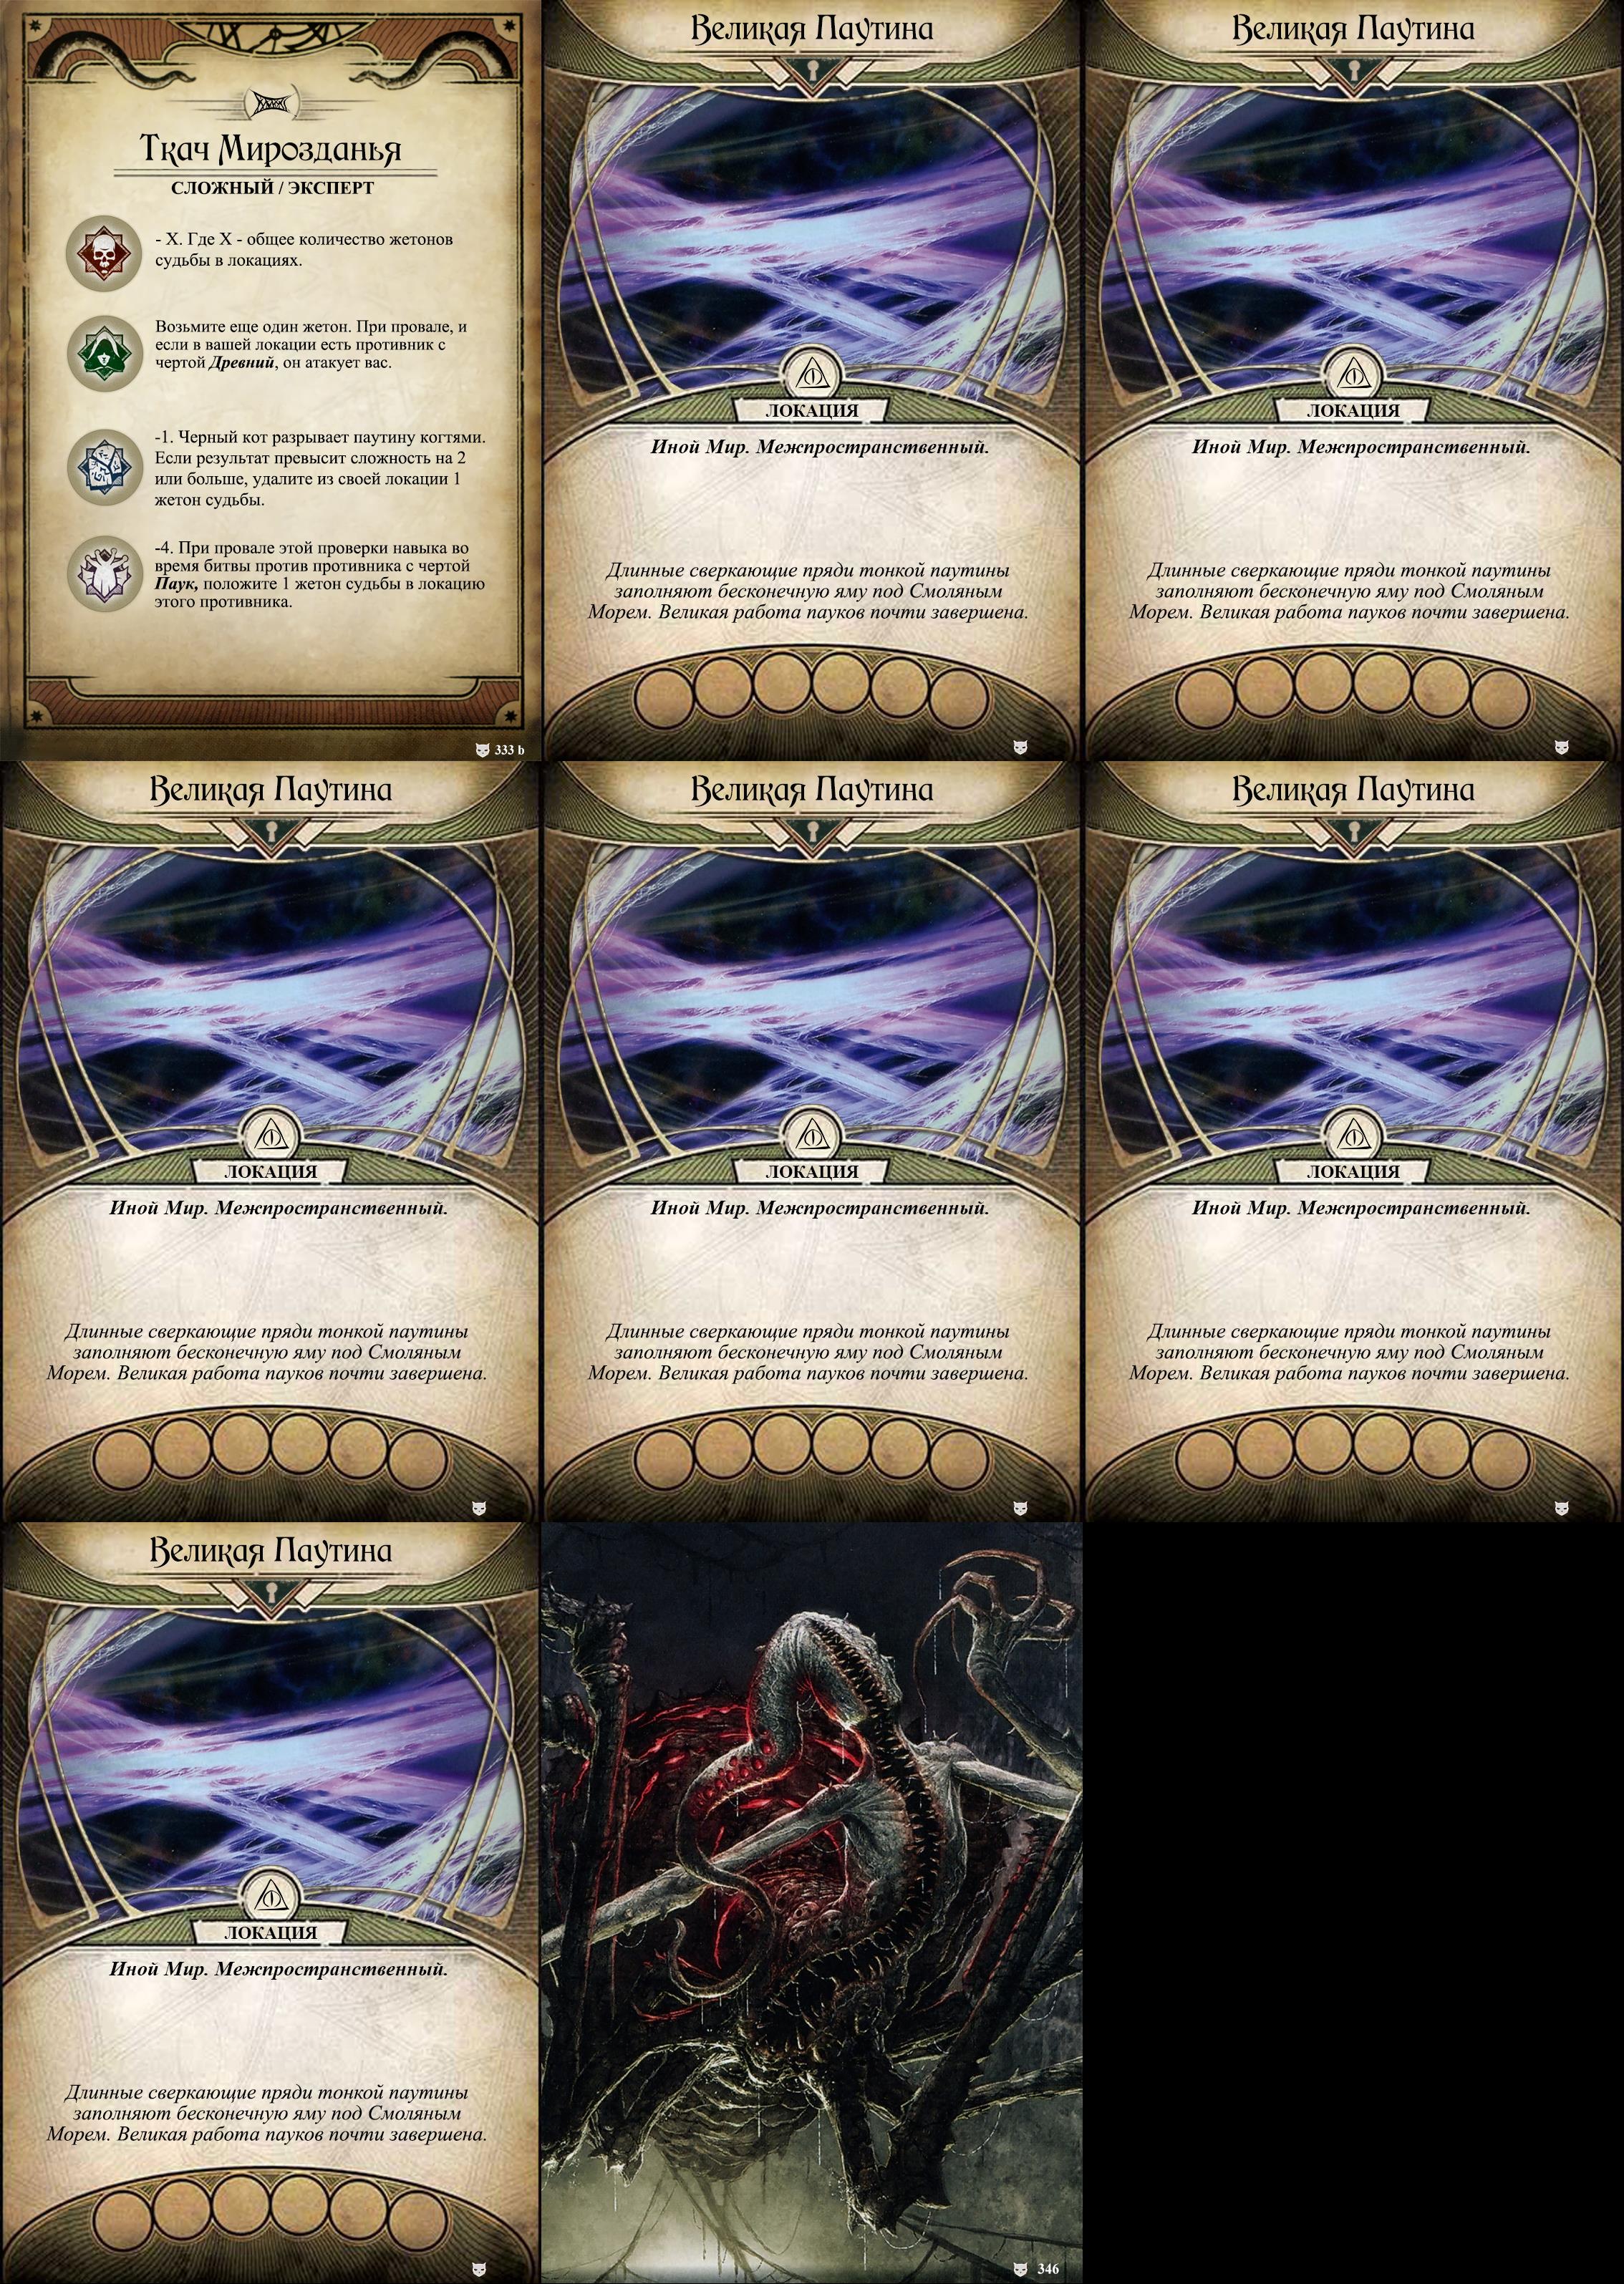 Ткач Мирозданья
СЛОЖНЫЙ / ЭКСПЕРТ
- X. Где X - общее количество жетонов
судьбы в локациях.
Возьмите еще один жетон. При провале, и
если в вашей локации есть противник с
чертой Древний, он атакует вас.
-1. Черный кот разрывает паутину когтями.
Если результат превысит сложность на 2
или больше, удалите из своей локации 1
жетон судьбы.
-4. При провале этой проверки навыка во
время битвы против противника с чертой
Паук, положите 1 жетон судьбы в локацию
этого противника.
333 b
Великая Паутина
ЛОКАЦИЯ
Иной Мир. Межпространственный.
Длинные сверкающие пряди тонкой паутины
заполняют бесконечную яму под Смоляным
Морем. Великая работа пауков почти завершена.
Великая Паутина
ЛОКАЦИЯ
Иной Мир. Межпространственный.
Длинные сверкающие пряди тонкой паутины
заполняют бесконечную яму под Смоляным
Морем. Великая работа пауков почти завершена.
Великая Паутина
ЛОКАЦИЯ
Иной Мир. Межпространственный.
Длинные сверкающие пряди тонкой паутины
заполняют бесконечную яму под Смоляным
Морем. Великая работа пауков почти завершена.
Великая Паутина
ЛОКАЦИЯ
Иной Мир. Межпространственный.
Длинные сверкающие пряди тонкой паутины
заполняют бесконечную яму под Смоляным
Морем. Великая работа пауков почти завершена.
Великая Паутина
ЛОКАЦИЯ
Иной Мир. Межпространственный.
Длинные сверкающие пряди тонкой паутины
заполняют бесконечную яму под Смоляным
Морем. Великая работа пауков почти завершена.
Великая Паутина
ЛОКАЦИЯ
Иной Мир. Межпространственный.
Длинные сверкающие пряди тонкой паутины
заполняют бесконечную яму под Смоляным
Морем. Великая работа пауков почти завершена.
346